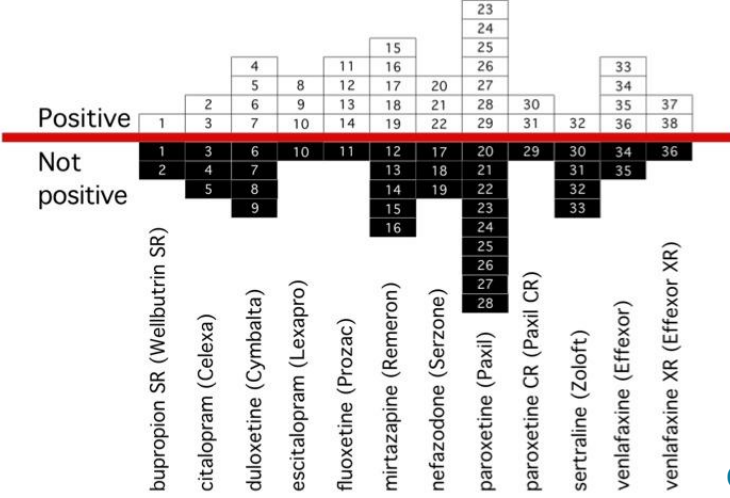 23
24
15 25
4 11 16 26 33
5 8 12 17 20 27 34
2 6 9 13 18 21 28 30 35 37
Positive 1 3 7 10 14 19 22 29 31 32 36 38
Not 1 3 6 10 11 12 17 20 29 30 34 36
2 4 7 13 18 21 31 35
positive 5 8 14 19 22 32
9 15 23 33
16 24
25
26
27
28
bupropion SR (Wellbutrin SR)
citalopram (Celexa)
duloxetine (Cymbalta)
escitalopram (Lexapro)
fluoxetine (Prozac)
mirtazapine (Remeron)
nefazodone (Serzone)
paroxetine (Paxil)
paroxetine CR (Paxil CR)
sertraline (Zoloft)
venlafaxine (Effexor)
venlafaxine XR (Effexor XR)